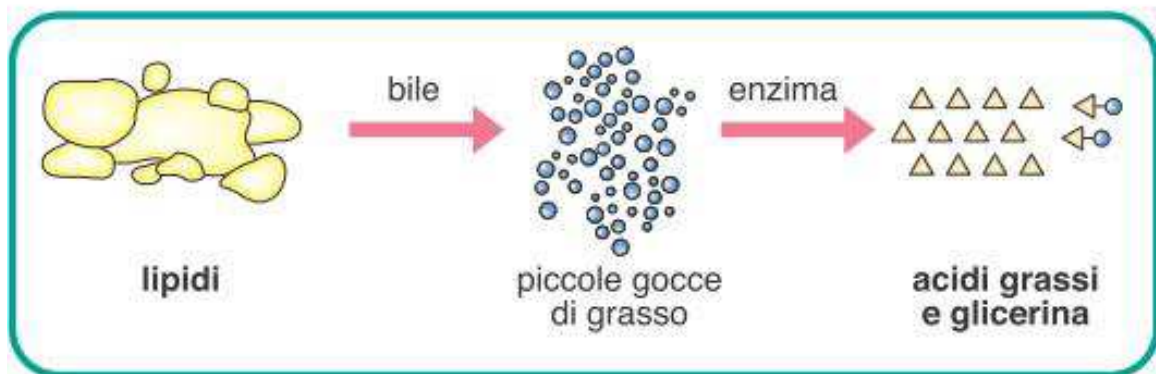 bile
enzima
lipidi
piccole gocce
di grasso
acidi grassi
e glicerina